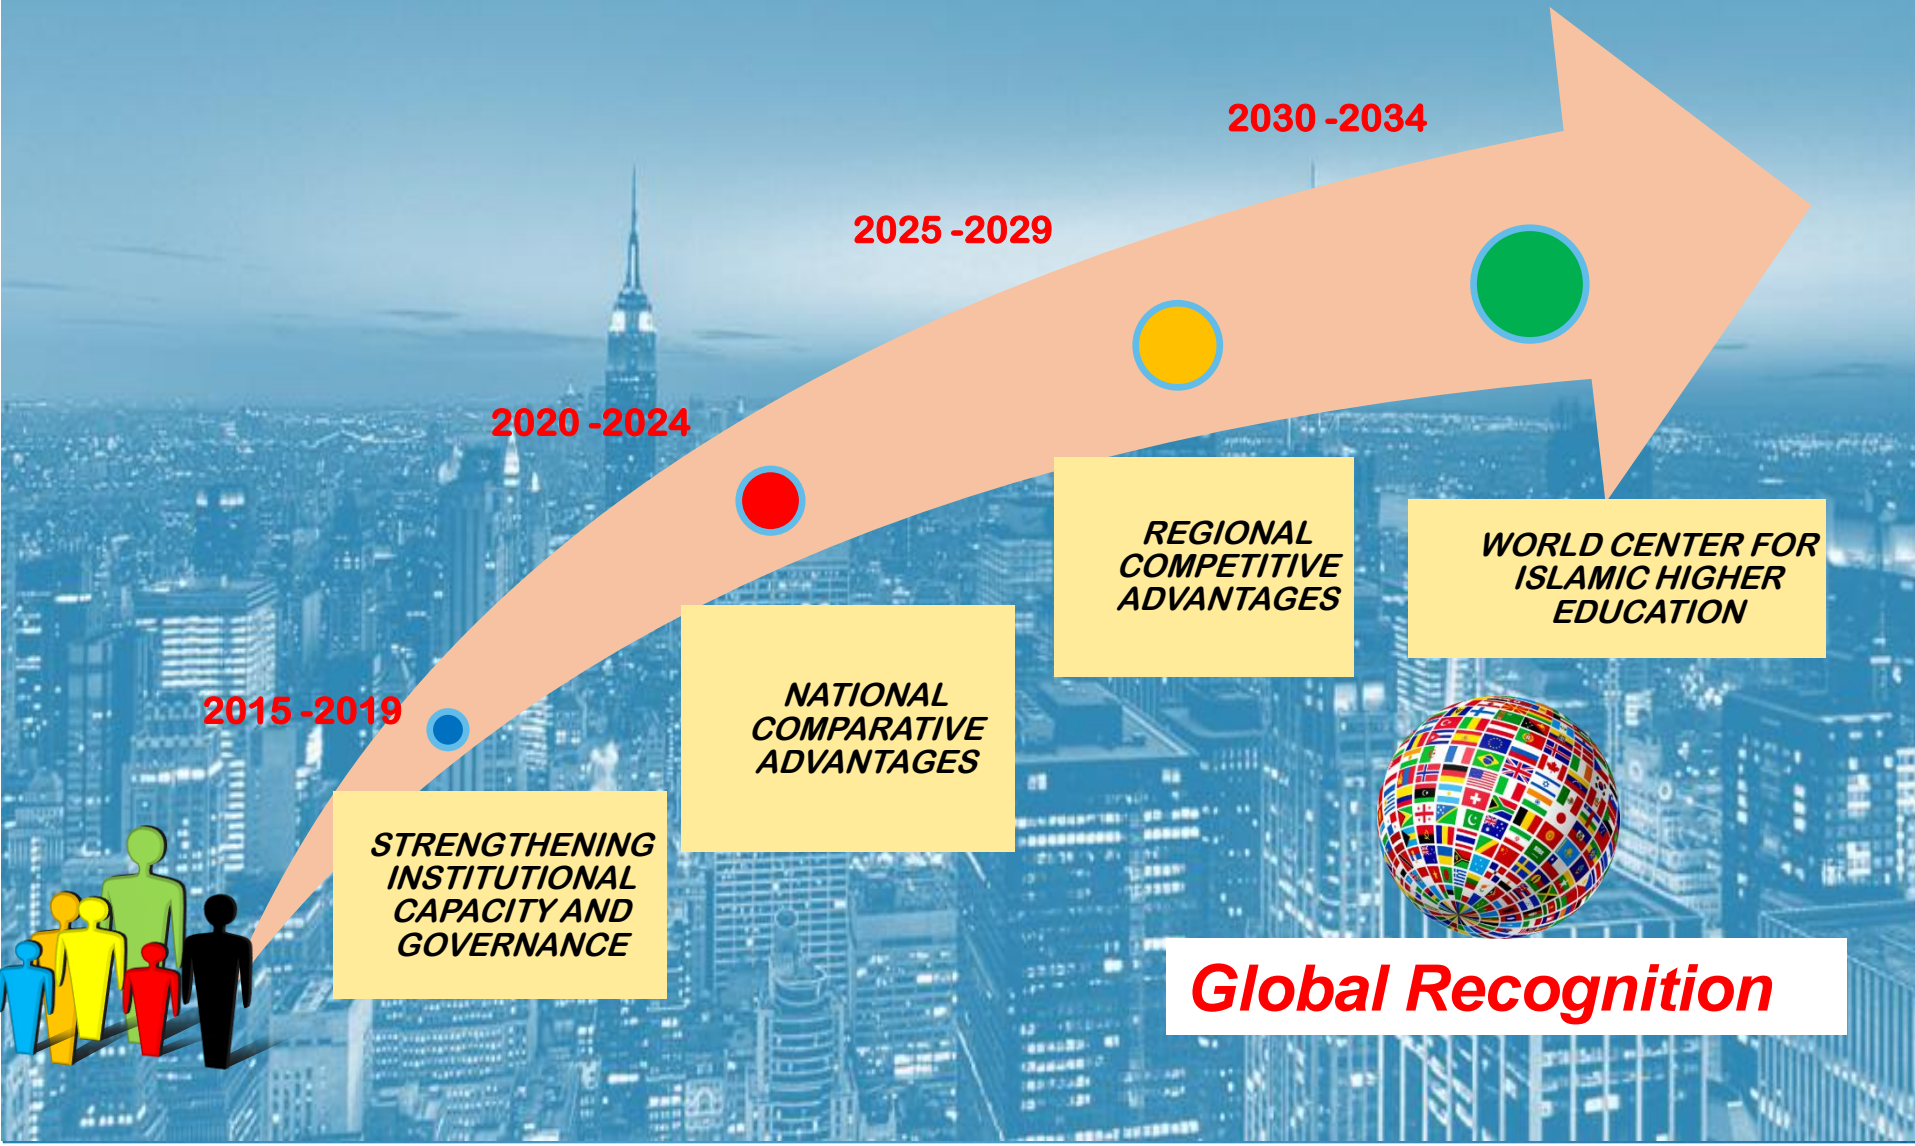 2030 -2034
2025 -2029
2020 -2024
2015 -2019
STRENGTHENING
INSTITUTIONAL
CAPACITY AND
GOVERNANCE
NATIONAL
COMPARATIVE
ADVANTAGES
REGIONAL
COMPETITIVE
ADVANTAGES
WORLD CENTER FOR
ISLAMIC HIGHER
EDUCATION
Global Recognition